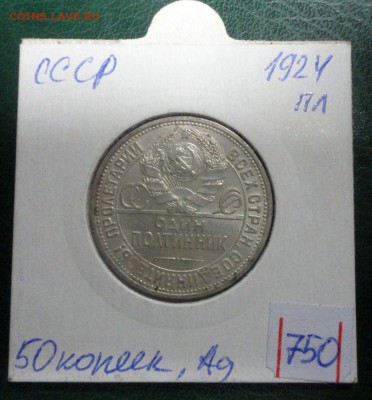 COINS.LAVE.RU
СССР 1924
ПЛ
ПРОЛЕТАРИИ ВСЕХ СТРАН СОЕДИНЯЙТЕСЬ!
ОДИН
ПОЛТИННИК
50 копеек, Ag
750